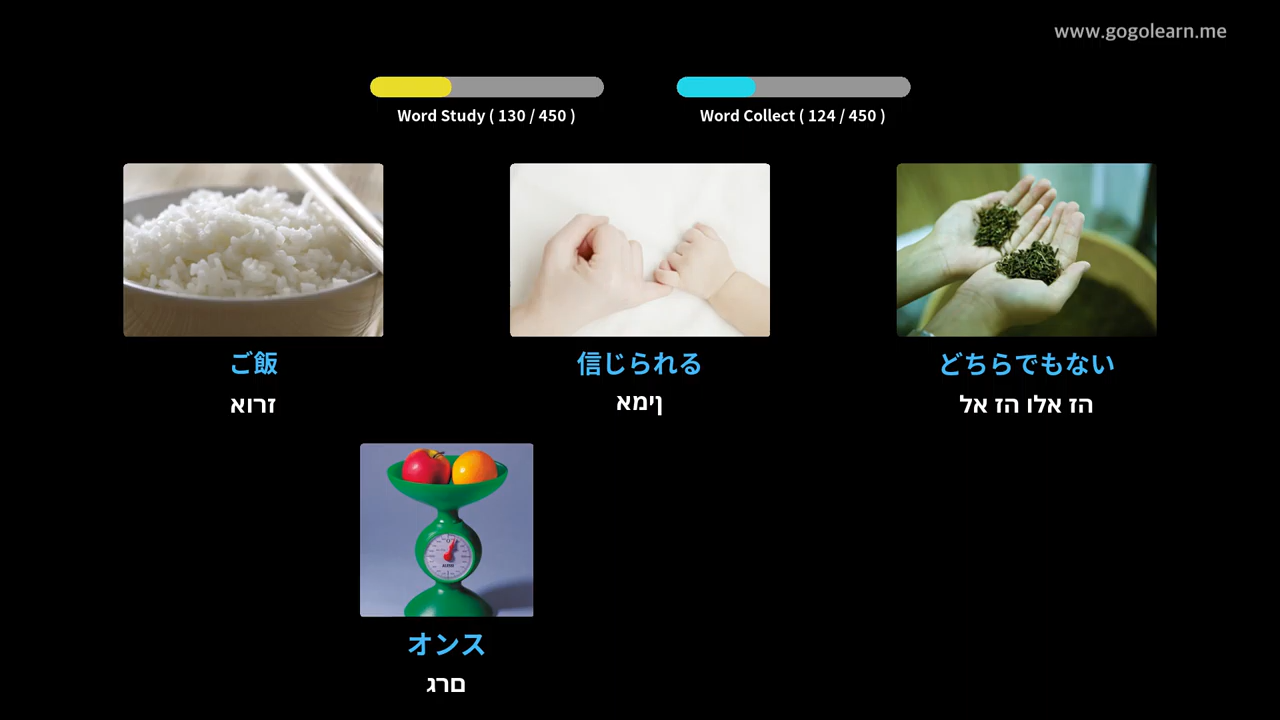 www.gogolearn.me
Word Study ( 130 / 450 )
Word Collect ( 124 / 450 )
ご飯
זרוא
信じられる
ןימא
どちらでもない
הז אלו הז אל
オンス
םרג